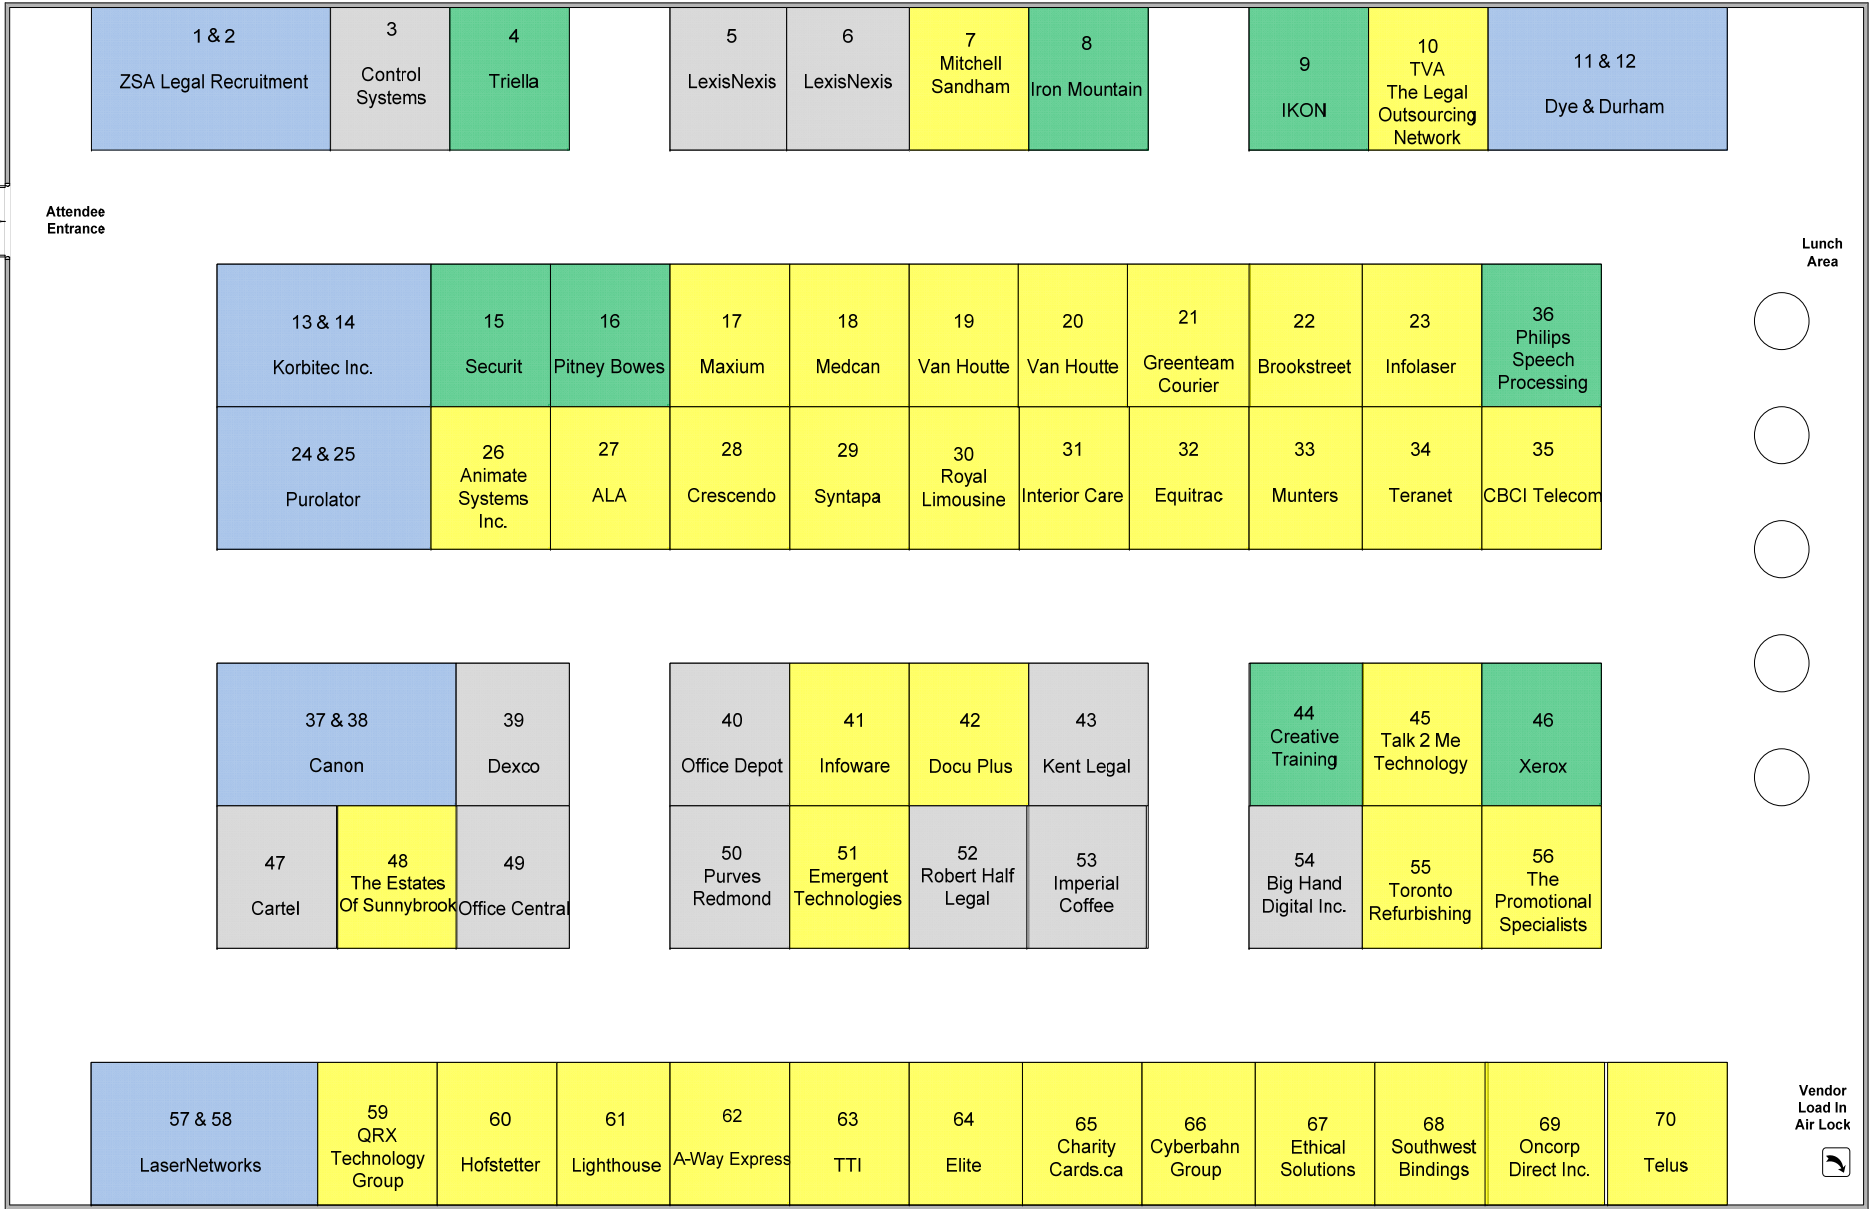 1 & 2
ZSA Legal Recruitment
3
Control
Systems
4
Triella
5
LexisNexis
6
LexisNexis
7
Mitchell
Sandham
8
Iron Mountain
9
IKON
10
TVA
The Legal
Outsourcing
Network
11 & 12
Dye & Durham
Attendee
Entrance
Lunch
Area
13 & 14
Korbitec Inc.
15
Securit
16
Pitney Bowes
17
Maxium
18
Medcan
19
Van Houtte
20
Van Houtte
21
Greenteam
Courier
22
Brookstreet
23
Infolaser
36
Philips
Speech
Processing
24 & 25
Purolator
26
Animate
Systems
Inc.
27
ALA
28
Crescendo
29
Syntapa
30
Royal
Limousine
31
Interior Care
32
Equitrac
33
Munters
34
Teranet
35
CBCI Telecom
37 & 38
Canon
39
Dexco
40
Office Depot
41
Infoware
42
Docu Plus
43
Kent Legal
44
Creative
Training
45
Talk 2 Me
Technology
46
Xerox
47
Cartel
48
The Estates
Of Sunnybrook
49
Office Central
50
Purves
Redmond
51
Emergent
Technologies
52
Robert Half
Legal
53
Imperial
Coffee
54
Big Hand
Digital Inc.
55
Toronto
Refurbishing
56
The
Promotional
Specialists
57 & 58
LaserNetworks
59
QRX
Technology
Group
60
Hofstetter
61
Lighthouse
62
A-Way Express
63
TTI
64
Elite
65
Charity
Cards.ca
66
Cyberbahn
Group
67
Ethical
Solutions
68
Southwest
Bindings
69
Oncorp
Direct Inc.
70
Telus
Vendor
Load In
Air Lock